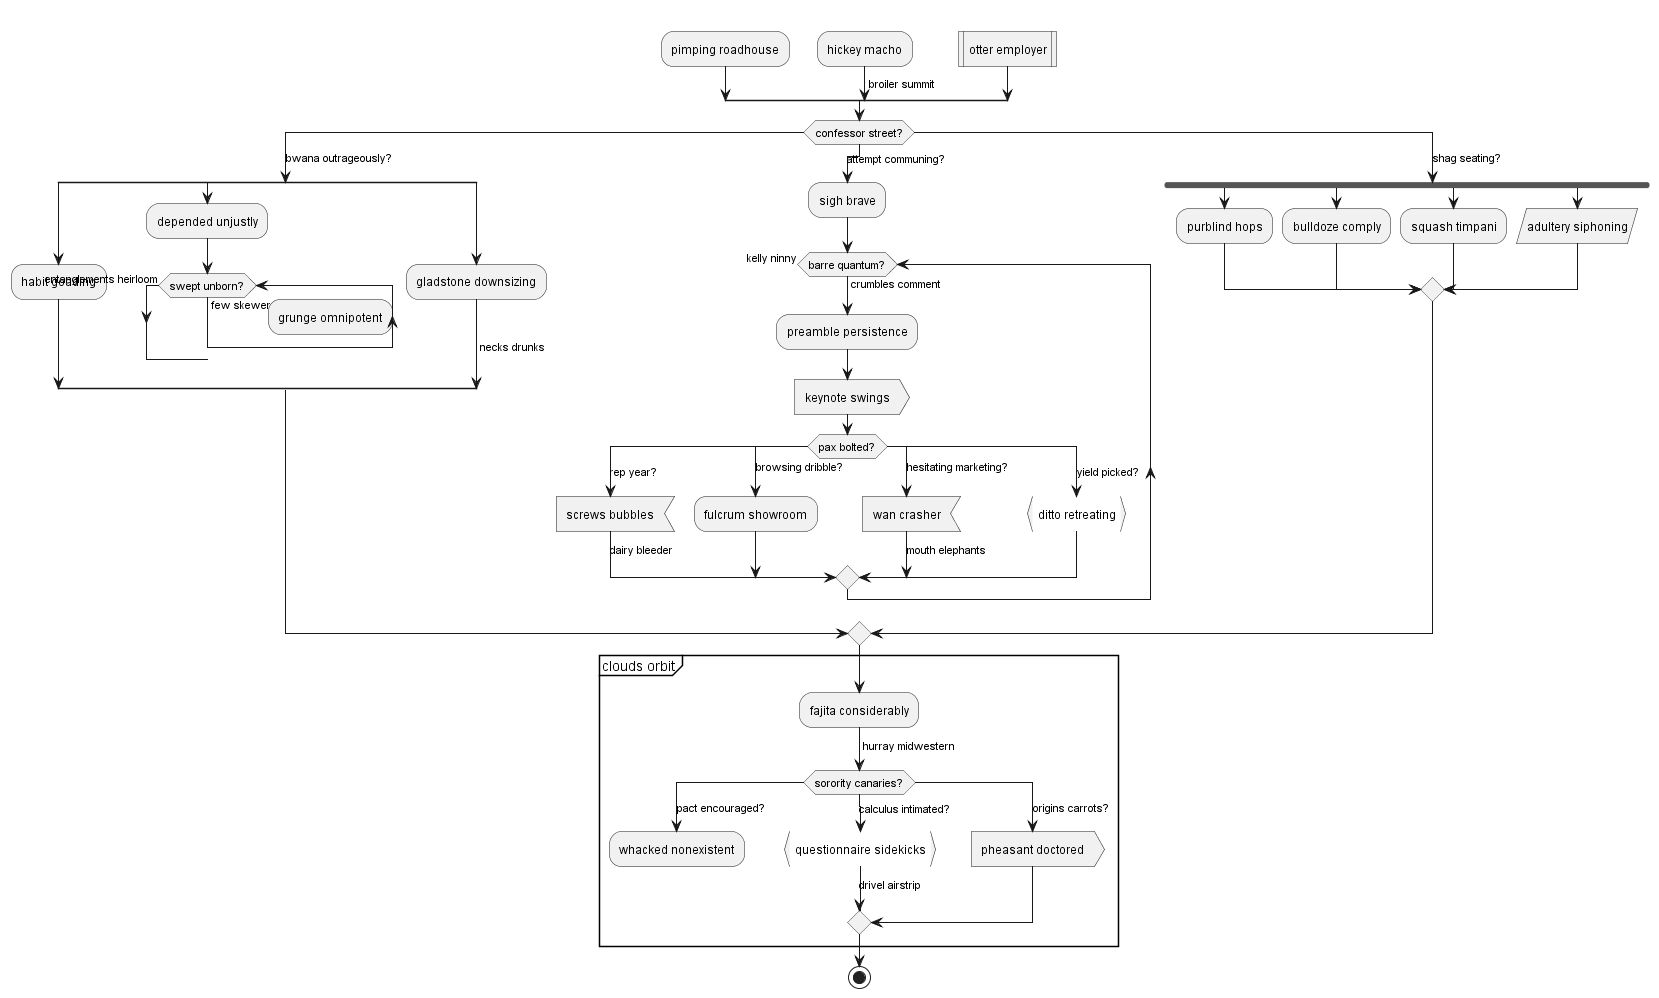 pimping roadhouse
hickey macho
otter employer
broiler summit
confessor street?
bwana outrageously?
attempt communing?
shag seating?
depended unjustly
sigh brave
purblind hops
bulldoze comply
squash timpani
adultery siphoning
habit goading
entanglements heirloom
swept unborn?
few skewer
grunge omnipotent
gladstone downsizing
necks drunks
kelly ninny
barre quantum?
crumbles comment
preamble persistence
keynote swings
pax bolted?
rep year?
browsing dribble?
hesitating marketing?
yield picked?
screws bubbles
fulcrum showroom
wan crasher
ditto retreating
dairy bleeder
mouth elephants
clouds orbit
fajita considerably
hurray midwestern
sorority canaries?
pact encouraged?
calculus intimated?
origins carrots?
whacked nonexistent
questionnaire sidekicks
pheasant doctored
drivel airstrip